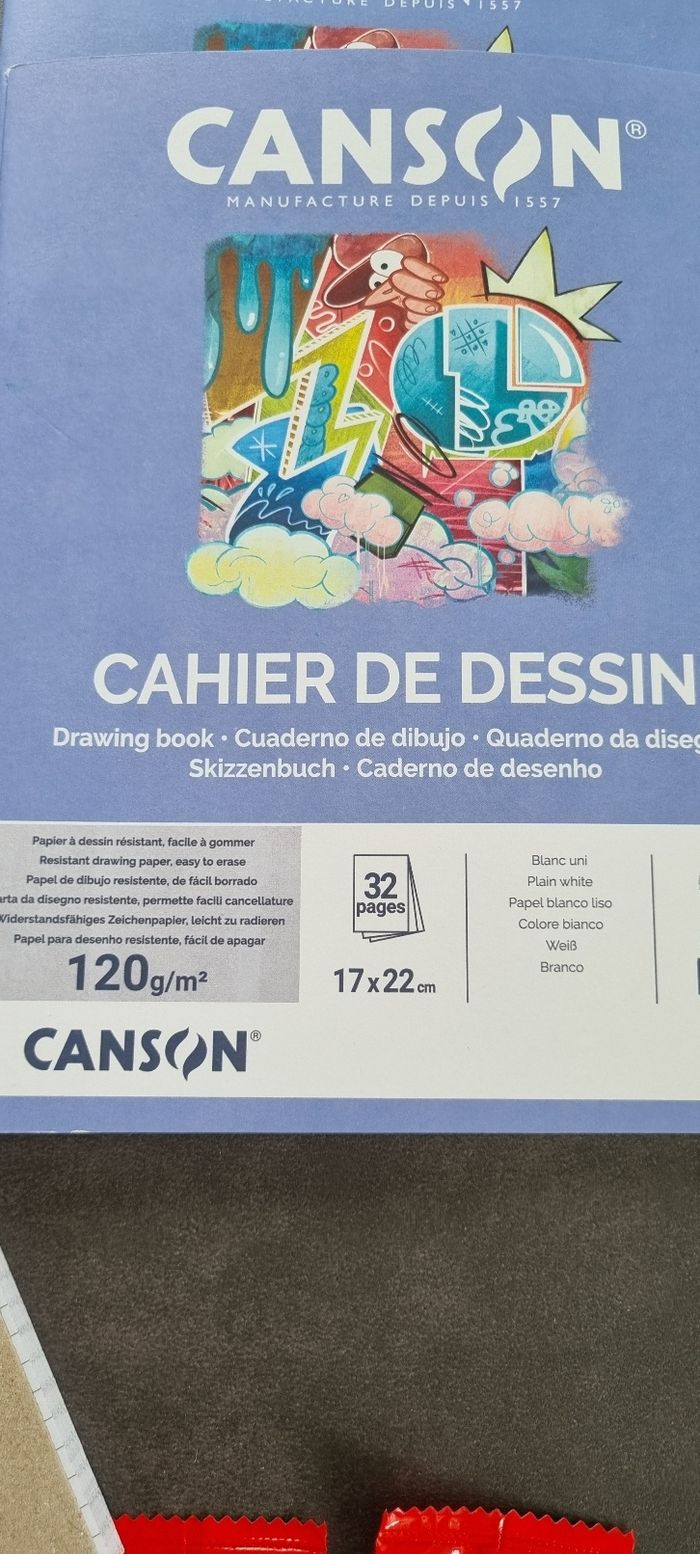 DEPUIS 1557
CANSON®
MANUFACTURE DEPUIS 1557
CAHIER DE DESSIN
Drawing book • Cuaderno de dibujo • Quaderno da
Skizzenbuch • Caderno de desenho
Papier à dessin résistant, facile à gommer
Resistant drawing paper, easy to erase
Papel de dibujo resistente, de fácil borrado
da disegno resistente, permette facili cancellature
Widerstandsfähiges Zeichenpapier, leicht zu radieren
Papel para desenho resistente, fácil de apagar
120g/m²
32
pages
17x22cm
Blanc uni
Plain white
Papel blanco liso
Colore bianco
Weiß
Branco
CANSON®